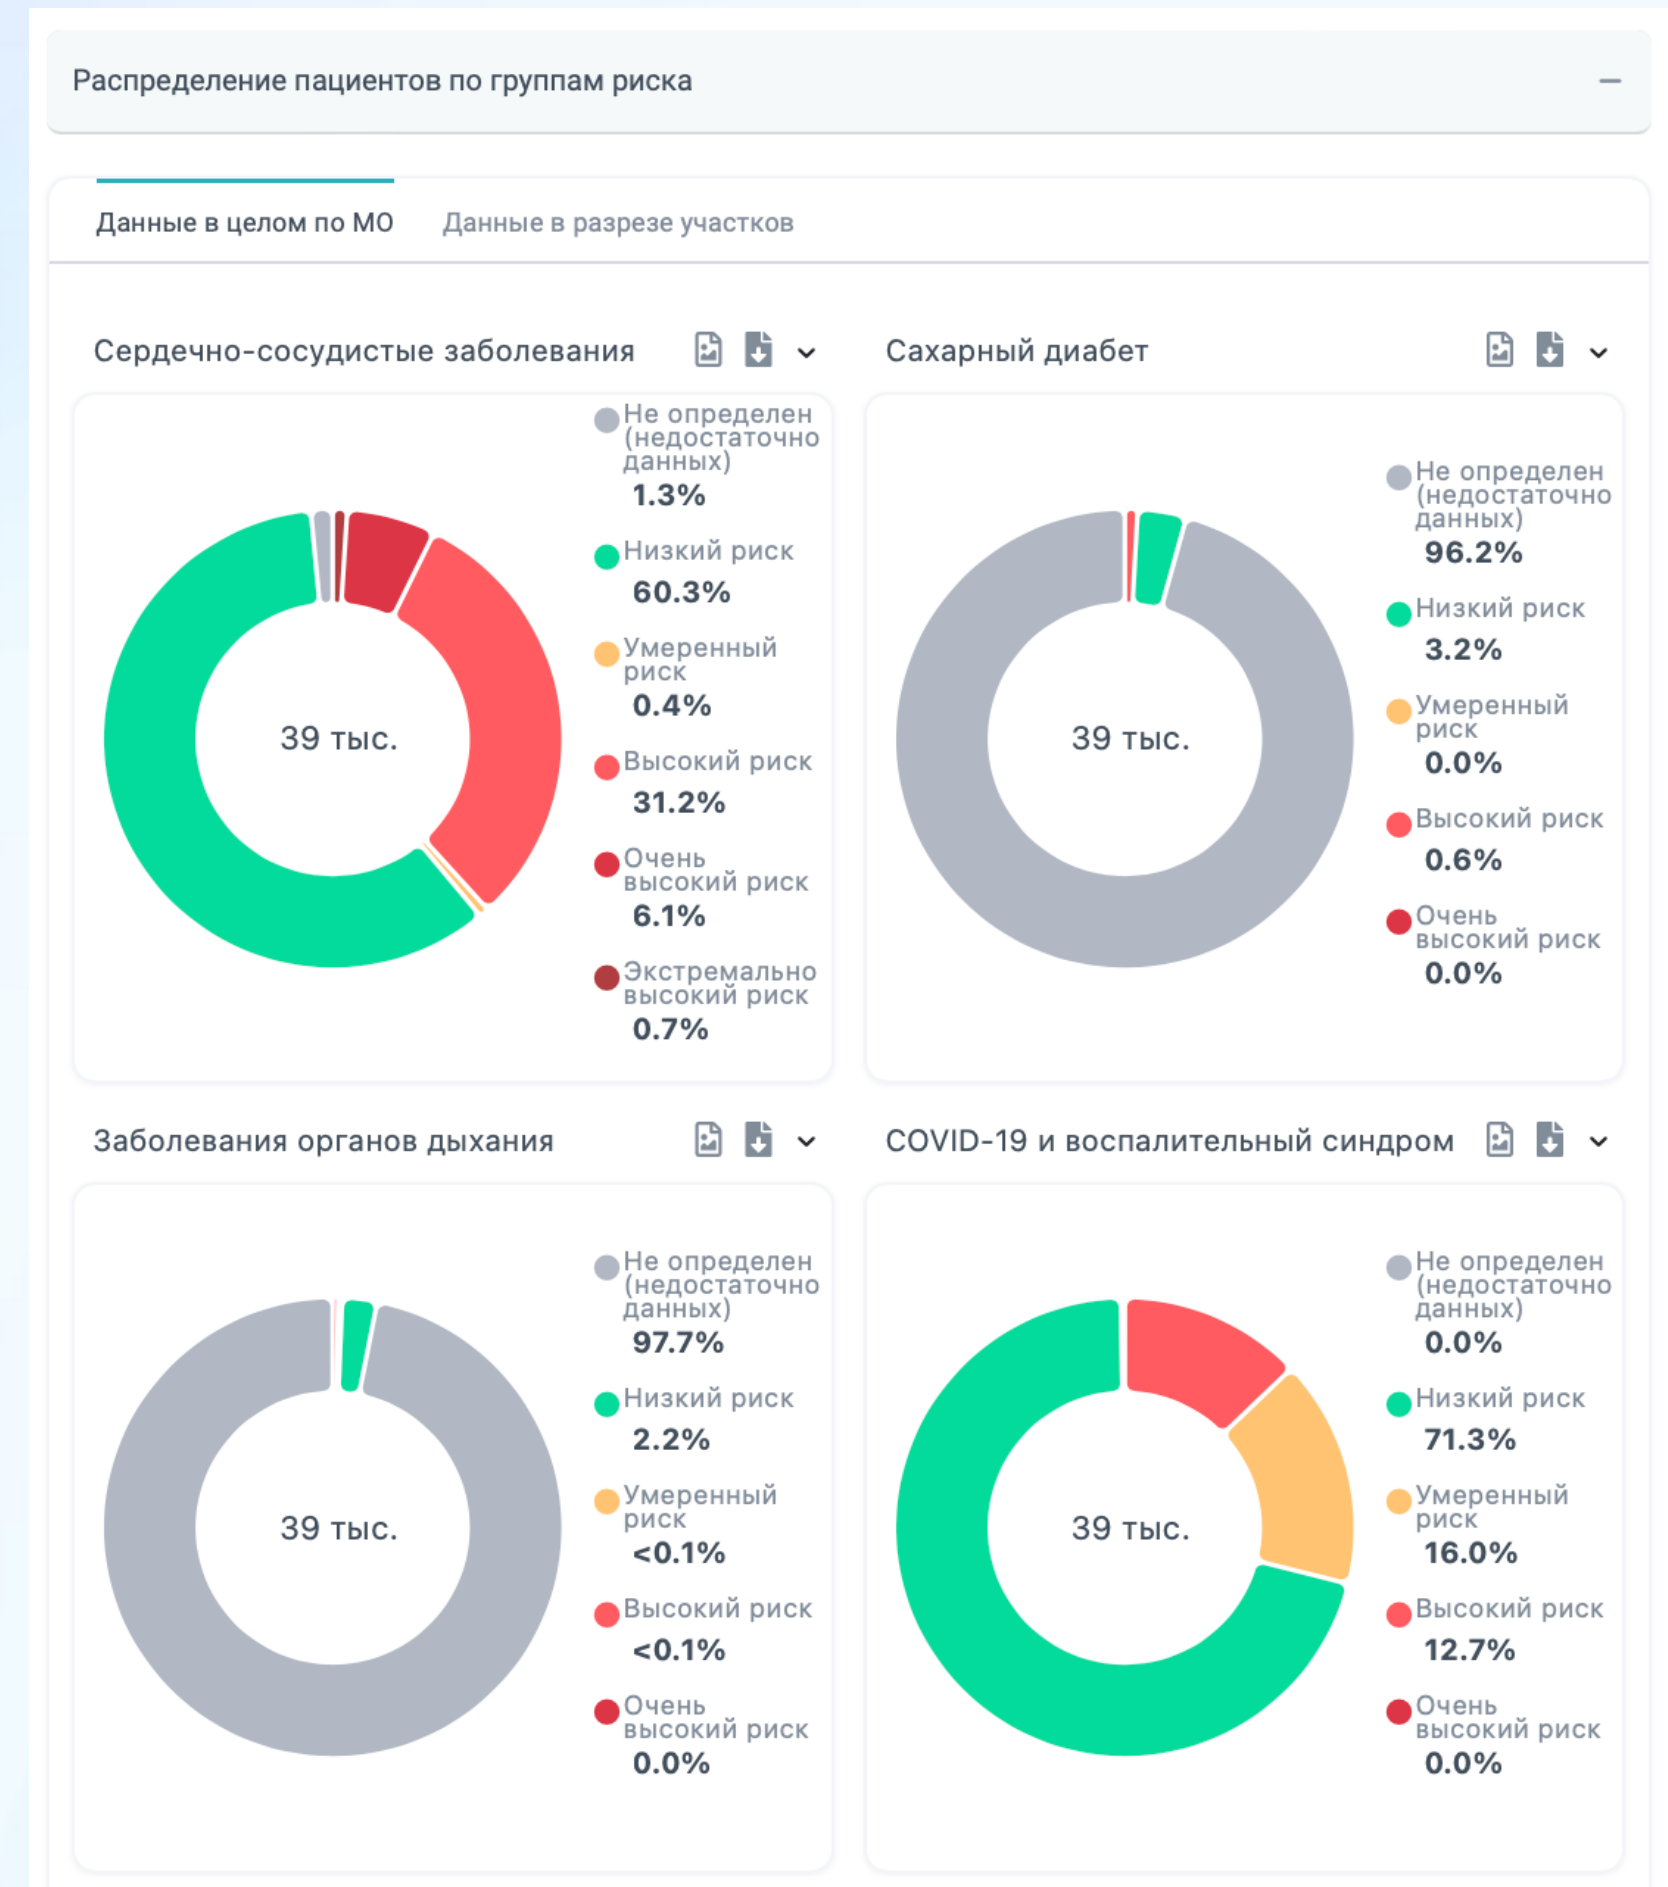 Распределение пациентов по группам риска
Данные в целом по МО
Данные в разрезе участков
Сердечно-сосудистые заболевания
39 тыс.
Не определен
(недостаточно
данных)
1.3%
Низкий риск
60.3%
Умеренный
риск
0.4%
Высокий риск
31.2%
Очень
высокий риск
6.1%
Экстремально
высокий риск
0.7%
Сахарный диабет
39 тыс.
Не определен
(недостаточно
данных)
96.2%
Низкий риск
3.2%
Умеренный
риск
0.0%
Высокий риск
0.6%
Очень
высокий риск
0.0%
Заболевания органов дыхания
39 тыс.
Не определен
(недостаточно
данных)
97.7%
Низкий риск
2.2%
Умеренный
риск
<0.1%
Высокий риск
<0.1%
Очень
высокий риск
0.0%
COVID-19 и воспалительный синдром
39 тыс.
Не определен
(недостаточно
данных)
0.0%
Низкий риск
71.3%
Умеренный
риск
16.0%
Высокий риск
12.7%
Очень
высокий риск
0.0%